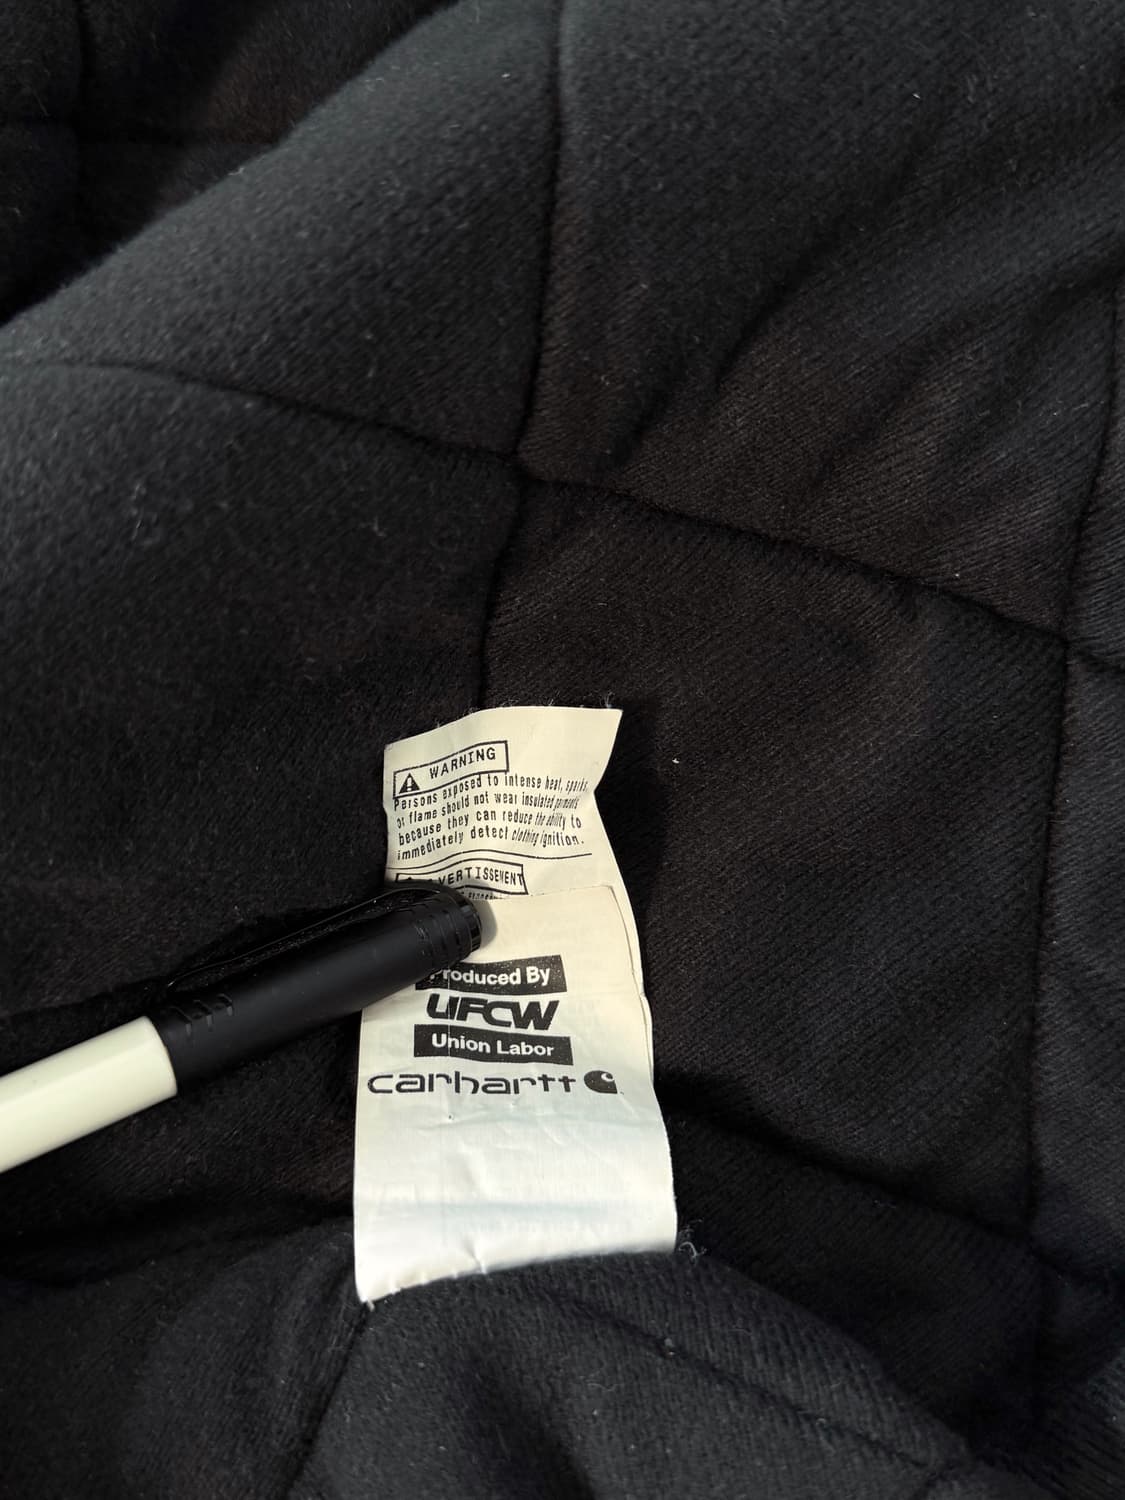 WARNING
Persons exposed to intense heat, sparks,
or flame should not wear insulated garments
because they can reduce the ability to
immediately detect clothing ignition.
AVERTISSEMENT
Produced By
UFCW
Union Labor
carhartt